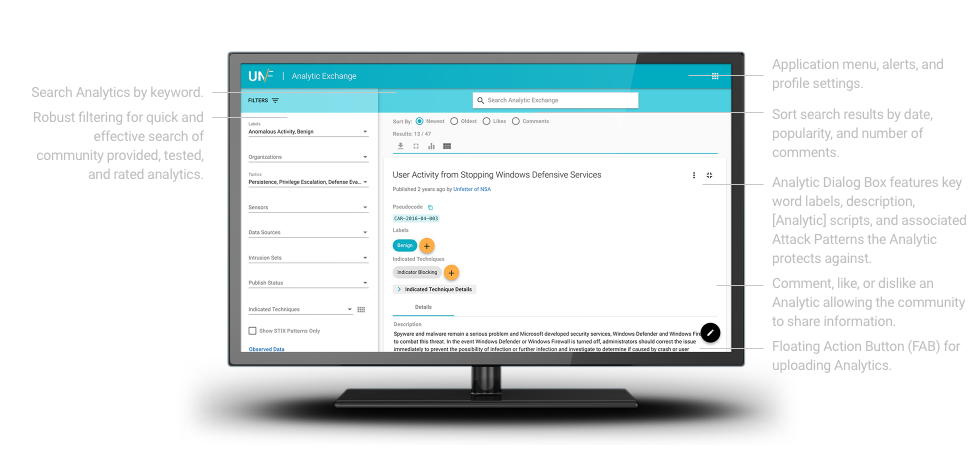 Search Analytics by keyword.
Robust filtering for quick and
effective search of
community provided, tested,
and rated analytics.
UNF
Analytic Exchange
FILTERS
Search Analytic Exchange
Labels
Anomalous Activity, Benign
Organizations
Tactics
Persistence, Privilege Escalation, Defense Eva...
Sensors
Data Sources
Intrusion Sets
Publish Status
Indicated Techniques
Show STIX Patterns Only
Observed Data
Sort By: Newest Oldest Likes Comments
Results: 13 / 47
User Activity from Stopping Windows Defensive Services
Published 2 years ago by Unfetter of NSA
Pseudocode
CAR-2016-04-003
Labels
Benign
Indicated Techniques
Indicator Blocking
Indicated Technique Details
Details
Description
Spyware and malware remain a serious problem and Microsoft developed security services, Windows Defender and Windows Fir
to combat this threat. In the event Windows Defender or Windows Firewall is turned off, administrators should correct the issue
immediately to prevent the possibility of infection or further infection and investigate to determine if caused by crash or user
Application menu, alerts, and
profile settings.
Sort search results by date,
popularity, and number of
comments.
Analytic Dialog Box features key
word labels, description,
[Analytic] scripts, and associated
Attack Patterns the Analytic
protects against.
Comment, like, or dislike an
Analytic allowing the community
to share information.
Floating Action Button (FAB) for
uploading Analytics.